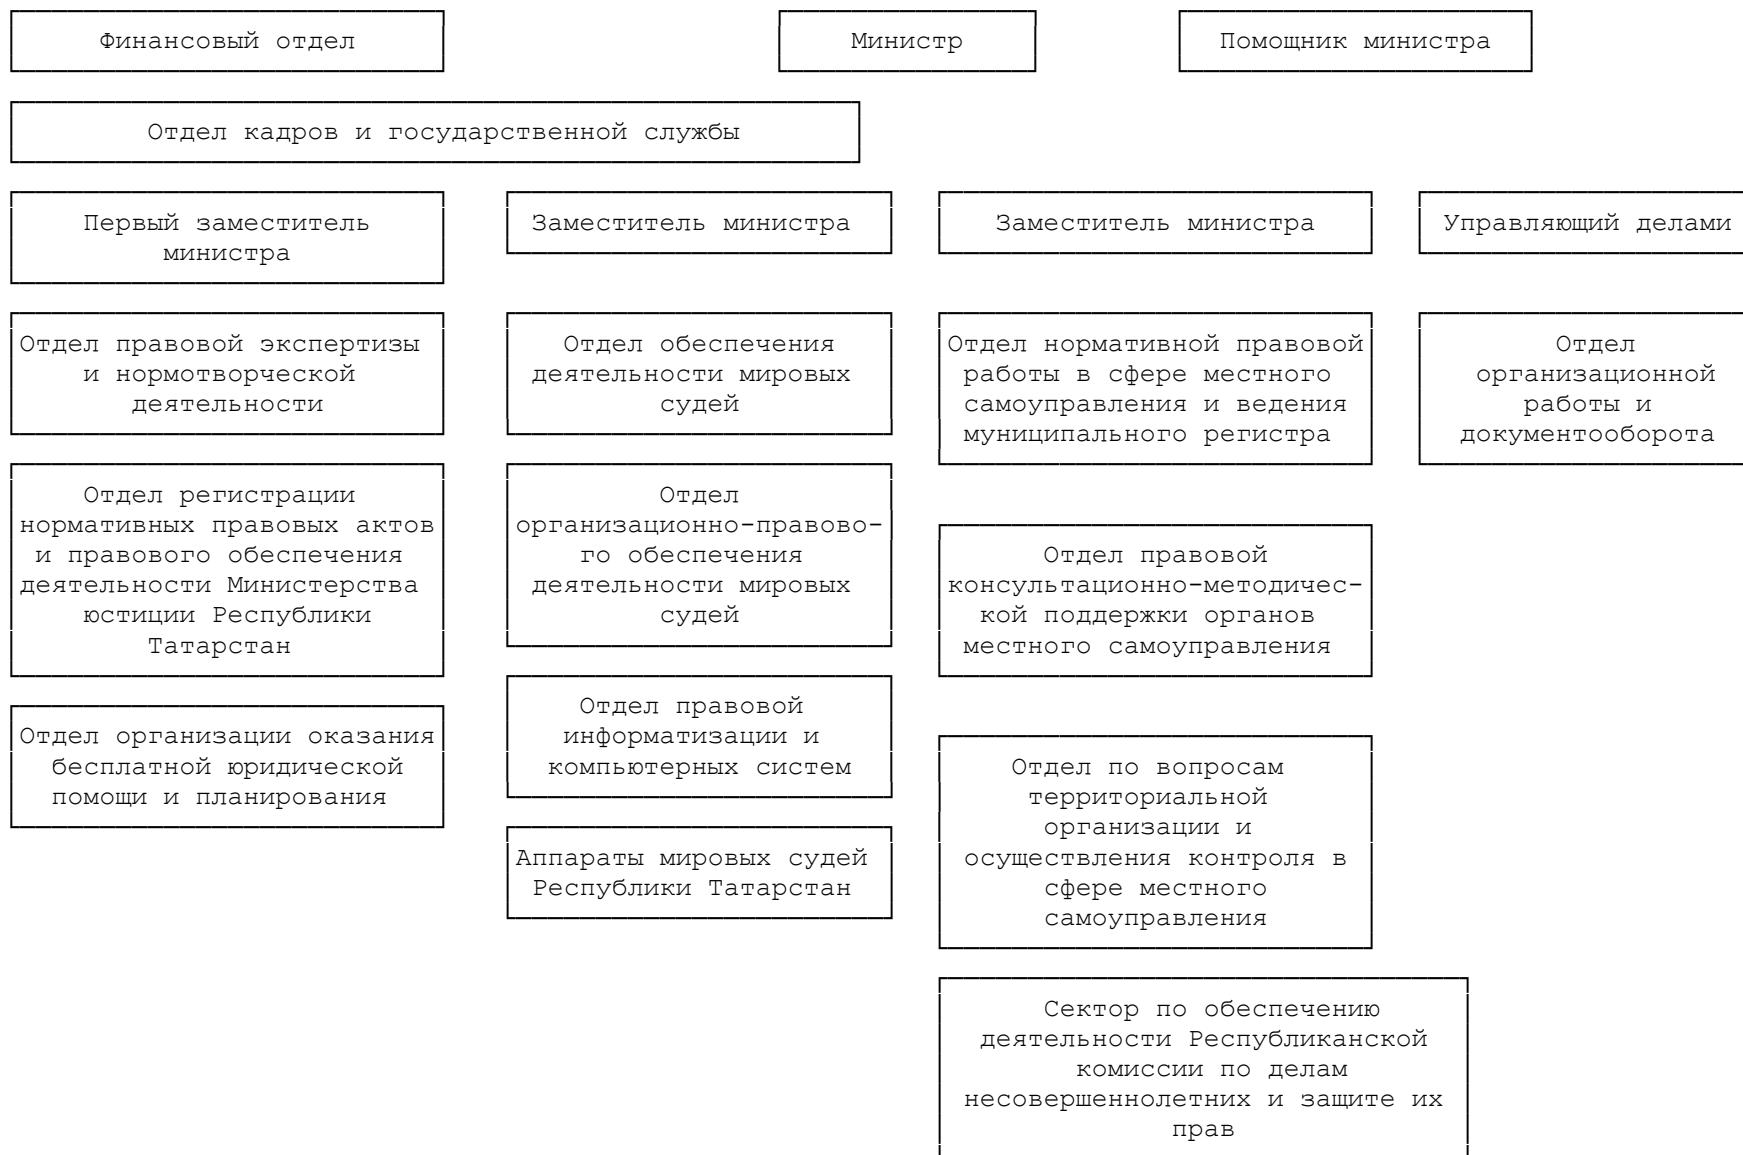 Финансовый отдел
Министр
Помощник министра
Отдел кадров и государственной службы
Первый заместитель
министра
Заместитель министра
Заместитель министра
Управляющий делами
Отдел правовой экспертизы
и нормотворческой
деятельности
Отдел обеспечения
деятельности мировых
судей
Отдел нормативной правовой
работы в сфере местного
самоуправления и ведения
муниципального регистра
Отдел
организационной
работы и
документооборота
Отдел регистрации
нормативных правовых актов
и правового обеспечения
деятельности Министерства
юстиции Республики
Татарстан
Отдел
организационно-правово-
го обеспечения
деятельности мировых
судей
Отдел правовой
консультационно-методичес-
кой поддержки органов
местного самоуправления
Отдел организации оказания
бесплатной юридической
помощи и планирования
Отдел правовой
информатизации и
компьютерных систем
Отдел по вопросам
территориальной
организации и
осуществления контроля в
сфере местного
самоуправления
Аппараты мировых судей
Республики Татарстан
Сектор по обеспечению
деятельности Республиканской
комиссии по делам
несовершеннолетних и защите их
прав